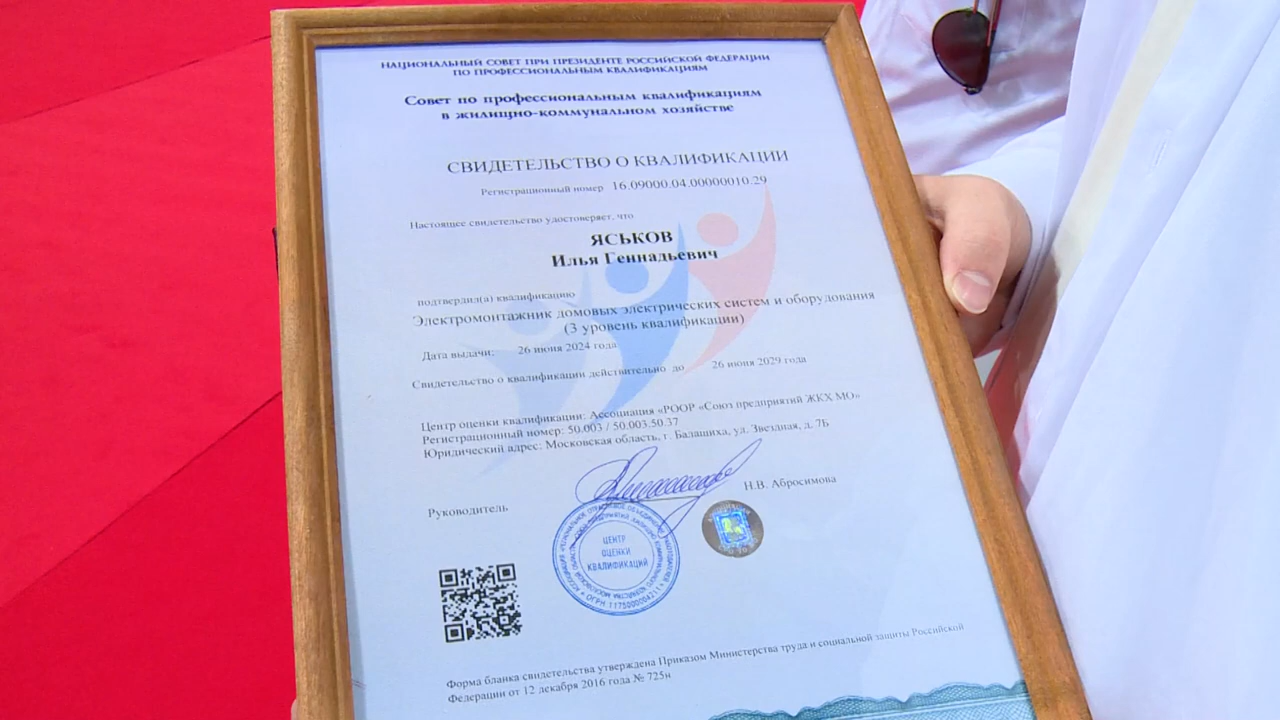 НАЦИОНАЛЬНЫЙ СОВЕТ ПРИ ПРЕЗИДЕНТЕ РОССИЙСКОЙ ФЕДЕРАЦИИ
ПО ПРОФЕССИОНАЛЬНЫМ КВАЛИФИКАЦИЯМ
Совет по профессиональным квалификациям
в жилищно-коммунальном хозяйстве
СВИДЕТЕЛЬСТВО О КВАЛИФИКАЦИИ
Регистрационный номер 16.09000.04.00000010.29
Настоящее свидетельство удостоверяет, что
ЯСЬКОВ
Илья Геннадьевич
подтвердил(а) квалификацию
Электромонтажник домовых электрических систем и оборудования
(3 уровень квалификации)
Дата выдачи: 26 июня 2024 года
Свидетельство о квалификации действительно до 26 июня 2029 года
Центр оценки квалификации: Ассоциация «РООР «Союз предприятий ЖКХ МО»
Регистрационный номер: 50.003 / 50.003.50.37
Юридический адрес: Московская область, г. Балашиха, ул. Звездная, д. 7Б
Руководитель Н.В. Абросимова
ЦЕНТР
ОЦЕНКИ
КВАЛИФИКАЦИЙ
Форма бланка свидетельства утверждена Приказом Министерства труда и социальной защиты Российской
Федерации от 12 декабря 2016 года № 725н